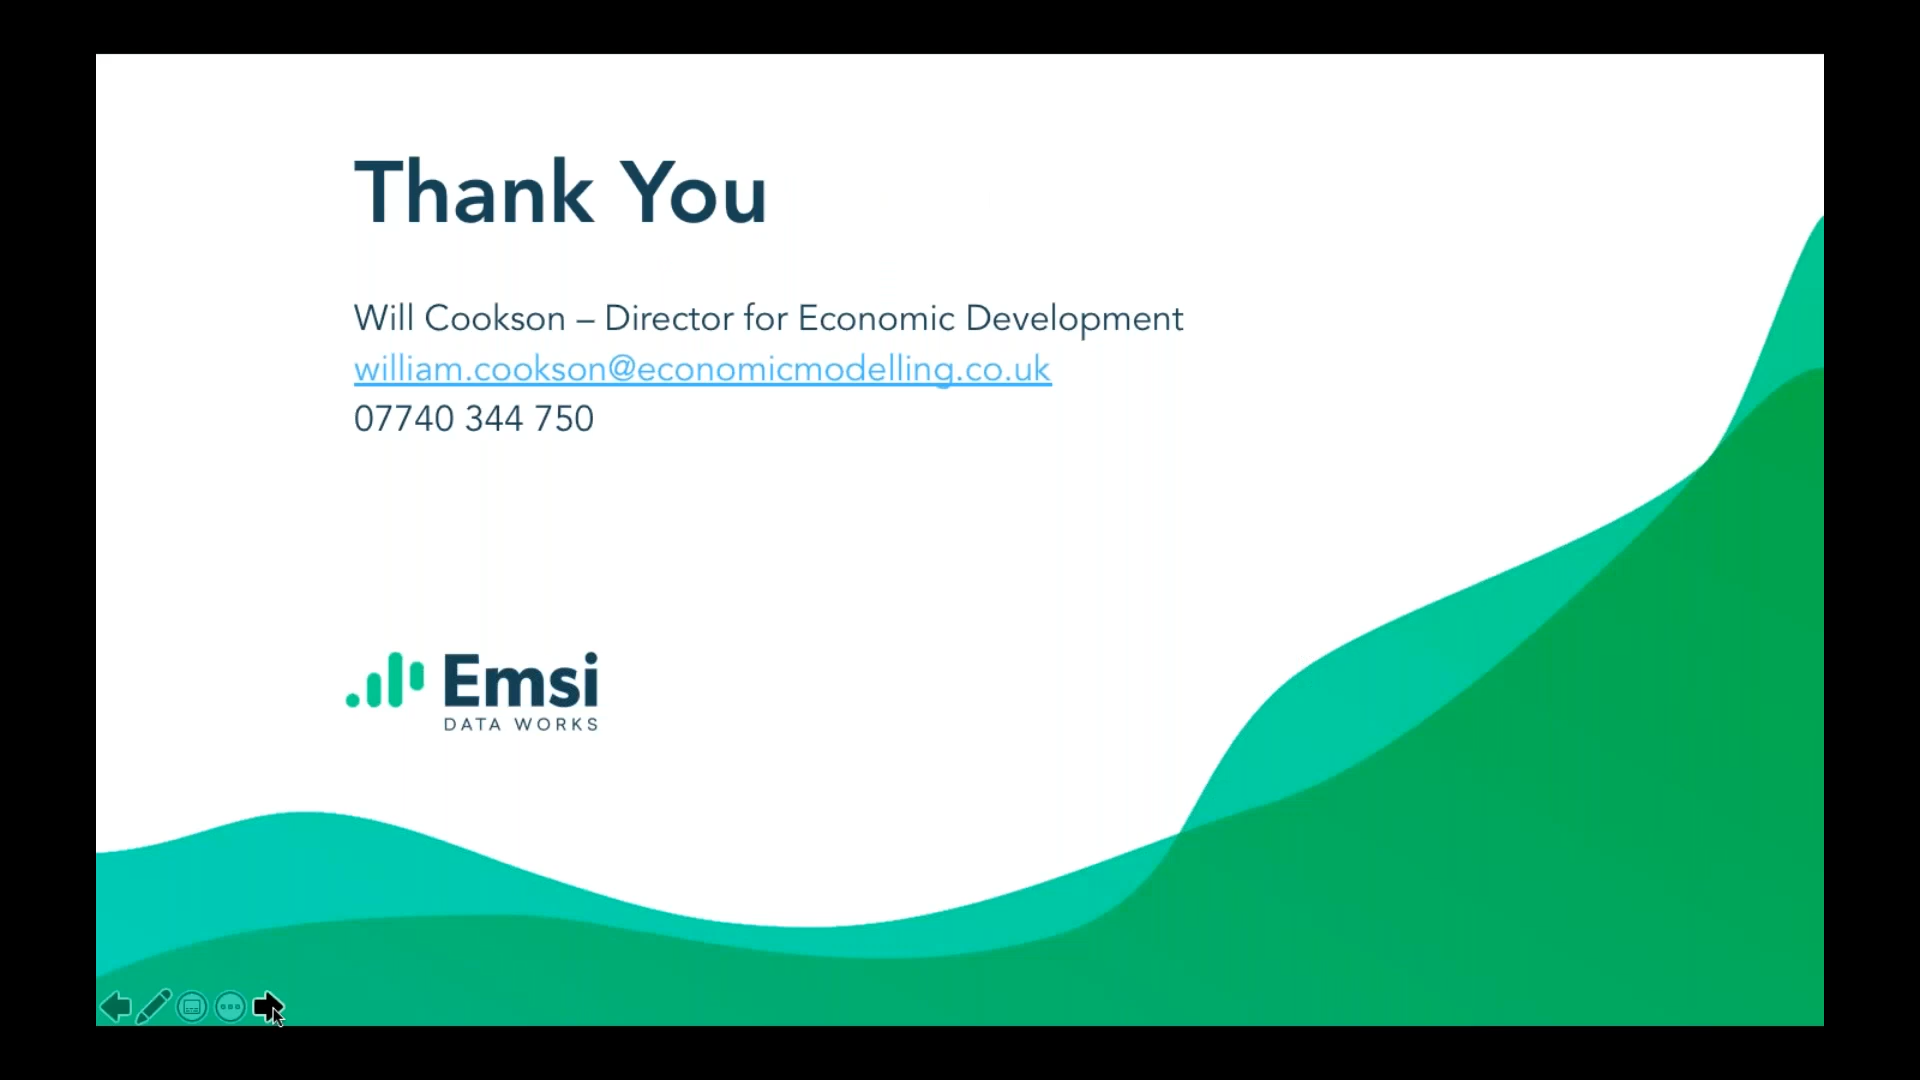 Thank You
Will Cookson – Director for Economic Development
william.cookson@economicmodelling.co.uk
07740 344 750
Emsi
DATA WORKS